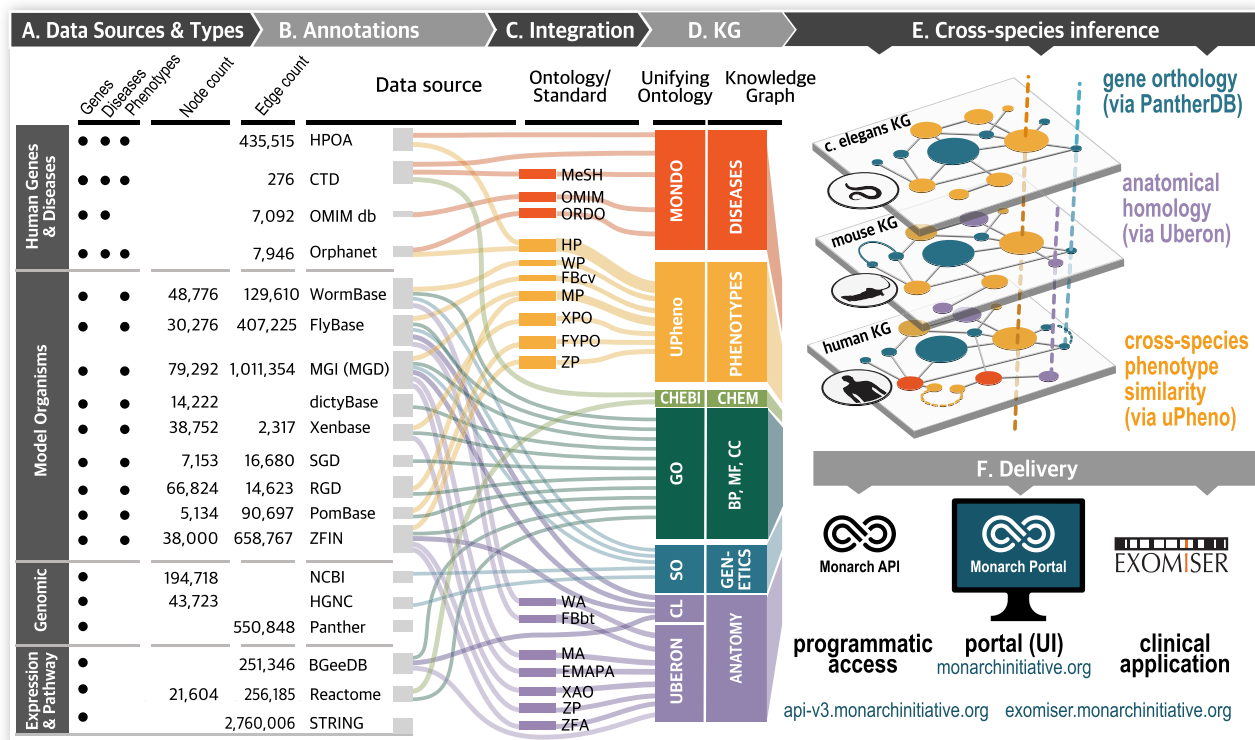 A. Data Sources & Types
B. Annotations
C. Integration
D. KG
E. Cross-species inference
Genes
Diseases
Phenotypes
Node count
Edge count
Data source
Ontology/
Standard
Unifying
Ontology
Knowledge
Graph
Human Genes
& Diseases
435,515 HPOA
276 CTD
7,092 OMIM db
7,946 Orphanet
Model Organisms
48,776 129,610 WormBase
30,276 407,225 FlyBase
79,292 1,011,354 MGI (MGD)
14,222 dictyBase
38,752 2,317 Xenbase
7,153 16,680 SGD
66,824 14,623 RGD
5,134 90,697 PomBase
38,000 658,767 ZFIN
Genomic
194,718 NCBI
43,723 HGNC
550,848 Panther
Expression
& Pathway
251,346 BGeeDB
21,604 256,185 Reactome
2,760,006 STRING
MeSH
OMIM
ORDO
HP
WP
FBcv
MP
XPO
FYPO
ZP
WA
FBbt
MA
EMAPA
XAO
ZP
ZFA
MONDO
DISEASES
UPheno
PHENOTYPES
CHEBI
CHEM
GO
BP, MF, CC
SO
GEN-
ETICS
CL
UBERON
ANATOMY
c. elegans KG
mouse KG
human KG
gene orthology
(via PantherDB)
anatomical
homology
(via Uberon)
cross-species
phenotype
similarity
(via uPheno)
F. Delivery
Monarch API
Monarch Portal
EXOMISER
programmatic
access
portal (UI)
monarchinitiative.org
clinical
application
api-v3.monarchinitiative.org
exomiser.monarchinitiative.org